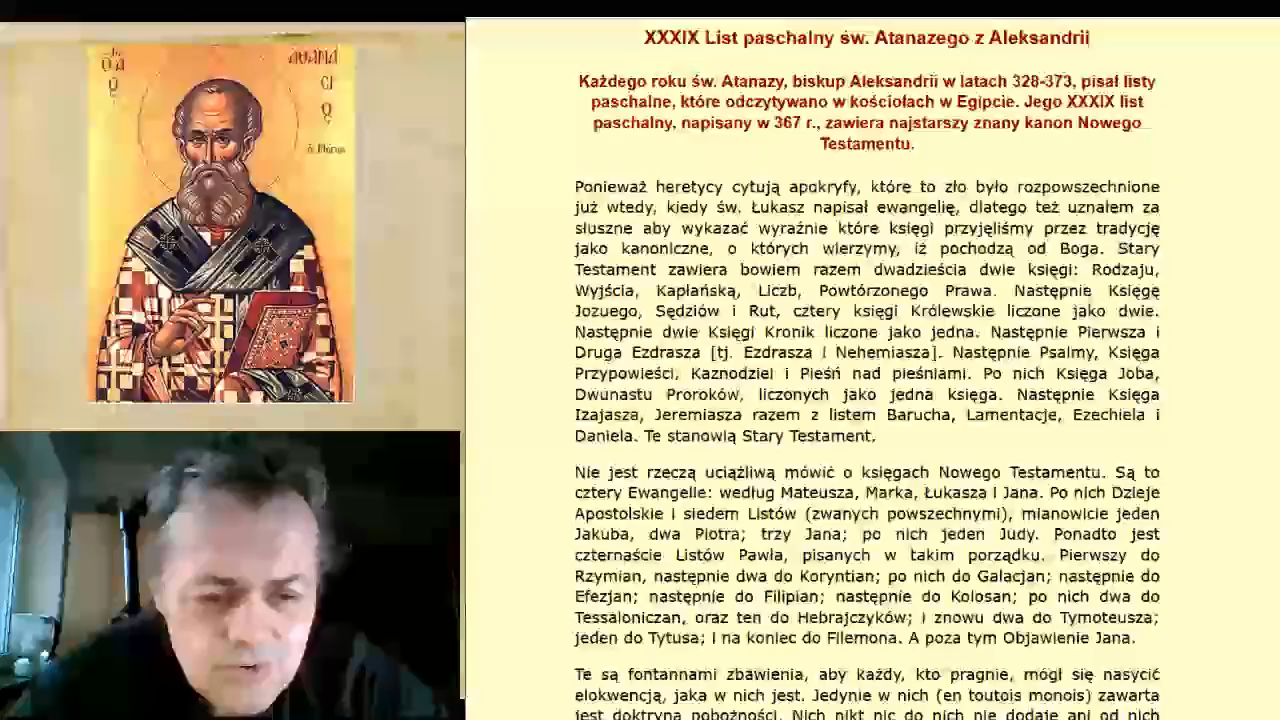 ΑΘΑΝΑ
ΣΙ
XXXIX List paschalny św. Atanazego z Aleksandrii
Każdego roku św. Atanazy, biskup Aleksandrii w latach 328-373, pisał listy
paschalne, które odczytywano w kościołach w Egipcie. Jego XXXIX list
paschalny, napisany w 367 r., zawiera najstarszy znany kanon Nowego
Testamentu.
Ponieważ heretycy cytują apokryfy, które to zło było rozpowszechnione
już wtedy, kiedy św. Łukasz napisał ewangelię, dlatego też uznałem za
słuszne aby wykazać wyraźnie które księgi przyjęliśmy przez tradycję
jako kanoniczne, o których wierzymy, iż pochodzą od Boga. Stary
Testament zawiera bowiem razem dwadzieścia dwie księgi: Rodzaju,
Wyjścia, Kapłańską, Liczb, Powtórzonego Prawa. Następnie Księgę
Jozuego, Sędziów i Rut, cztery księgi Królewskie liczone jako dwie.
Następnie dwie Księgi Kronik liczone jako jedna. Następnie Pierwsza i
Druga Ezdrasza [tj. Ezdrasza i Nehemiasza]. Następnie Psalmy, Księga
Przypowieści, Kaznodziei i Pieśń nad pieśniami. Po nich Księga Joba,
Dwunastu Proroków, liczonych jako jedna księga. Następnie Księga
Izajasza, Jeremiasza razem z listem Barucha, Lamentacje, Ezechiela i
Daniela. Te stanowią Stary Testament.
Nie jest rzeczą uciążliwą mówić o księgach Nowego Testamentu. Są to
cztery Ewangelie: według Mateusza, Marka, Łukasza i Jana. Po nich Dzieje
Apostolskie i siedem Listów (zwanych powszechnymi), mianowicie jeden
Jakuba, dwa Piotra; trzy Jana; po nich jeden Judy. Ponadto jest
czternaście Listów Pawła, pisanych w takim porządku. Pierwszy do
Rzymian, następnie dwa do Koryntian; po nich do Galacjan; następnie do
Efezjan; następnie do Filipian; następnie do Kolosan; po nich dwa do
Tessaloniczan, oraz ten do Hebrajczyków; i znowu dwa do Tymoteusza;
jeden do Tytusa; i na koniec do Filemona. A poza tym Objawienie Jana.
Te są fontannami zbawienia, aby każdy, kto pragnie, mógł się nasycić
elokwencją, jaka w nich jest. Jedynie w nich (en toutois monois) zawarta
jest doktryna pobożności. Nich nikt nic do nich nie dodaje ani od nich